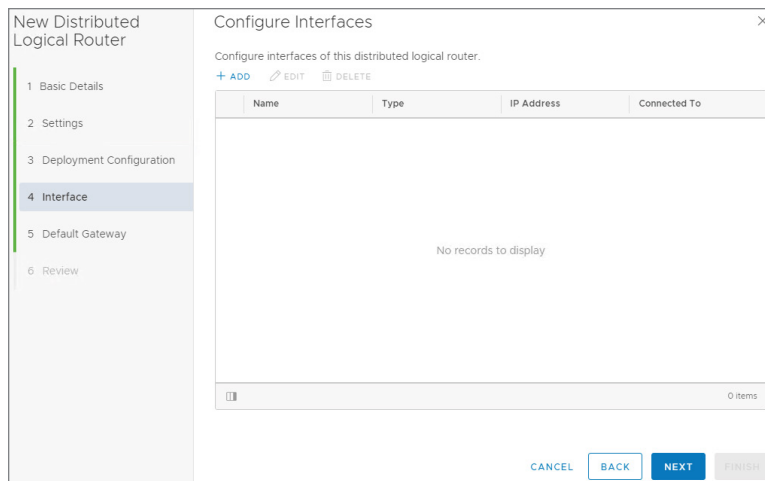 New Distributed
Logical Router
1 Basic Details
2 Settings
3 Deployment Configuration
4 Interface
5 Default Gateway
6 Review
Configure Interfaces
Configure interfaces of this distributed logical router.
+ ADD EDIT DELETE
Name Type IP Address Connected To
No records to display
0 items
CANCEL BACK NEXT FINISH